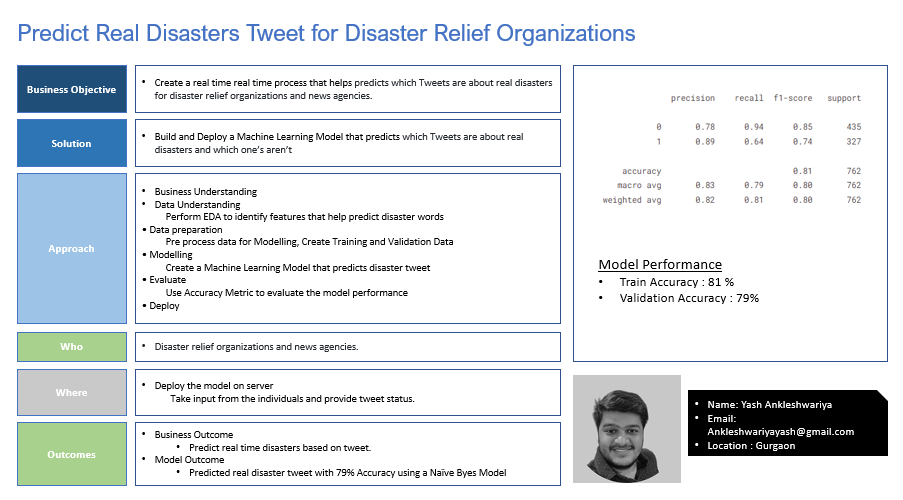 Predict Real Disasters Tweet for Disaster Relief Organizations
Business Objective
• Create a real time real time process that helps predicts which Tweets are about real disasters
for disaster relief organizations and news agencies.
Solution
• Build and Deploy a Machine Learning Model that predicts which Tweets are about real
disasters and which one's aren't
Approach
• Business Understanding
• Data Understanding
Perform EDA to identify features that help predict disaster words
• Data preparation
Pre process data for Modelling, Create Training and Validation Data
• Modelling
Create a Machine Learning Model that predicts disaster tweet
• Evaluate
Use Accuracy Metric to evaluate the model performance
• Deploy
Who
• Disaster relief organizations and news agencies.
Where
• Deploy the model on server
Take input from the individuals and provide tweet status.
Outcomes
• Business Outcome
• Predict real time disasters based on tweet.
• Model Outcome
• Predicted real disaster tweet with 79% Accuracy using a Naïve Byes Model
precision recall f1-score support
0 0.78 0.94 0.85 435
1 0.89 0.64 0.74 327
accuracy 0.81 762
macro avg 0.83 0.79 0.80 762
weighted avg 0.82 0.81 0.80 762
Model Performance
• Train Accuracy : 81 %
• Validation Accuracy : 79%
• Name: Yash Ankleshwariya
• Email:
Ankleshwariyayash@gmail.com
• Location : Gurgaon